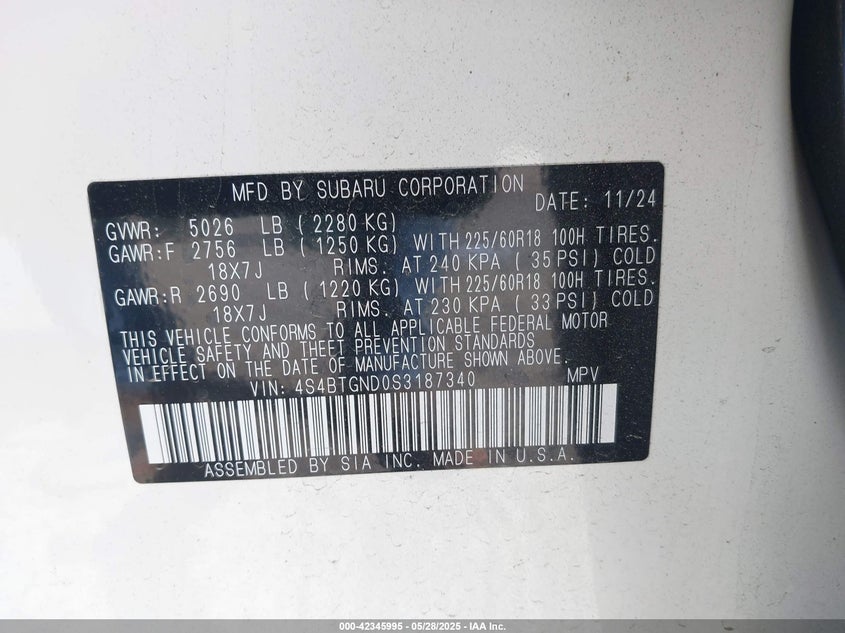 MFD BY SUBARU CORPORATION DATE: 11/24
GVWR: 5026 LB ( 2280 KG)
GAWR:F 2756 LB ( 1250 KG) WITH 225/60R18 100H TIRES.
18X7J RIMS. AT 240 KPA ( 35 PSI) COLD
GAWR:R 2690 LB ( 1220 KG) WITH 225/60R18 100H TIRES.
18X7J RIMS. AT 230 KPA ( 33 PSI) COLD
THIS VEHICLE CONFORMS TO ALL APPLICABLE FEDERAL MOTOR
VEHICLE SAFETY AND THEFT PREVENTION STANDARDS
IN EFFECT ON THE DATE OF MANUFACTURE SHOWN ABOVE.
VIN: 4S4BTGND0S3187340 MPV
ASSEMBLED BY SIA INC. MADE IN U.S.A.
000-42345995 - 05/28/2025 - IAA Inc.